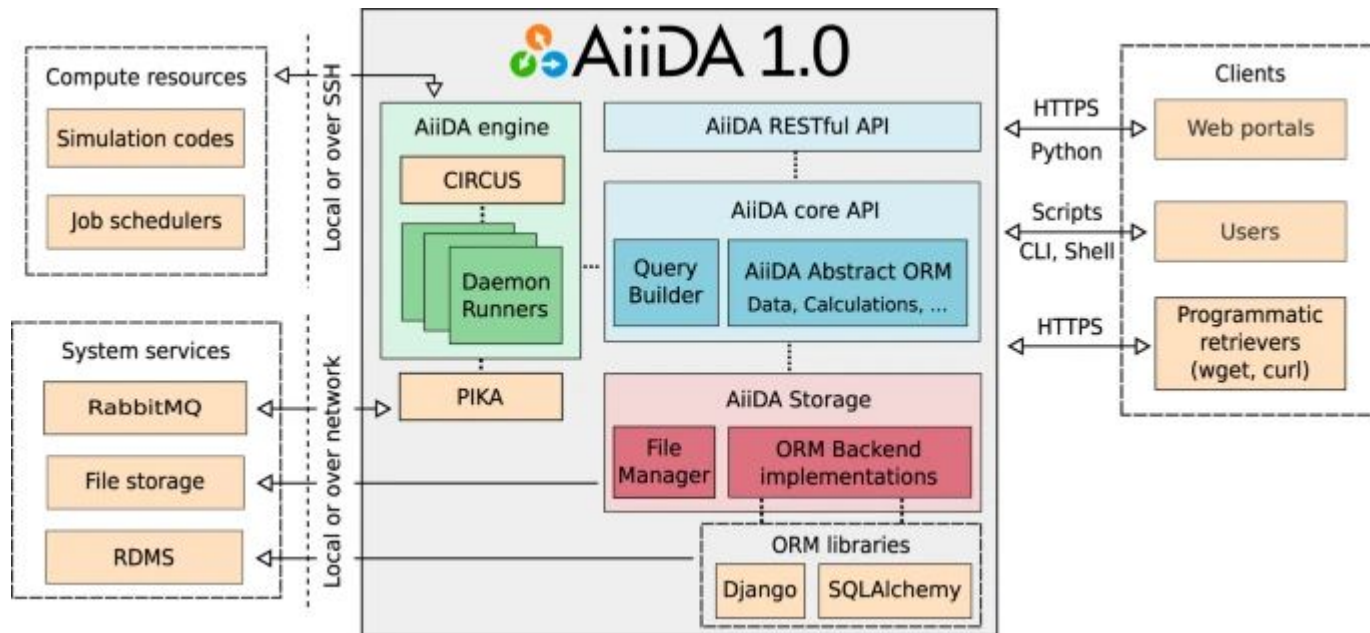 AiiDA 1.0
Compute resources
Simulation codes
Job schedulers
Local or over SSH
System services
RabbitMQ
File storage
RDMS
Local or over network
AiiDA engine
CIRCUS
Daemon
Runners
PIKA
AiiDA RESTful API
AiiDA core API
Query
Builder
AiiDA Abstract ORM
Data, Calculations, ...
AiiDA Storage
File
Manager
ORM Backend
implementations
ORM libraries
Django
SQLAlchemy
HTTPS
Python
Scripts
CLI, Shell
HTTPS
Clients
Web portals
Users
Programmatic
retrievers
(wget, curl)